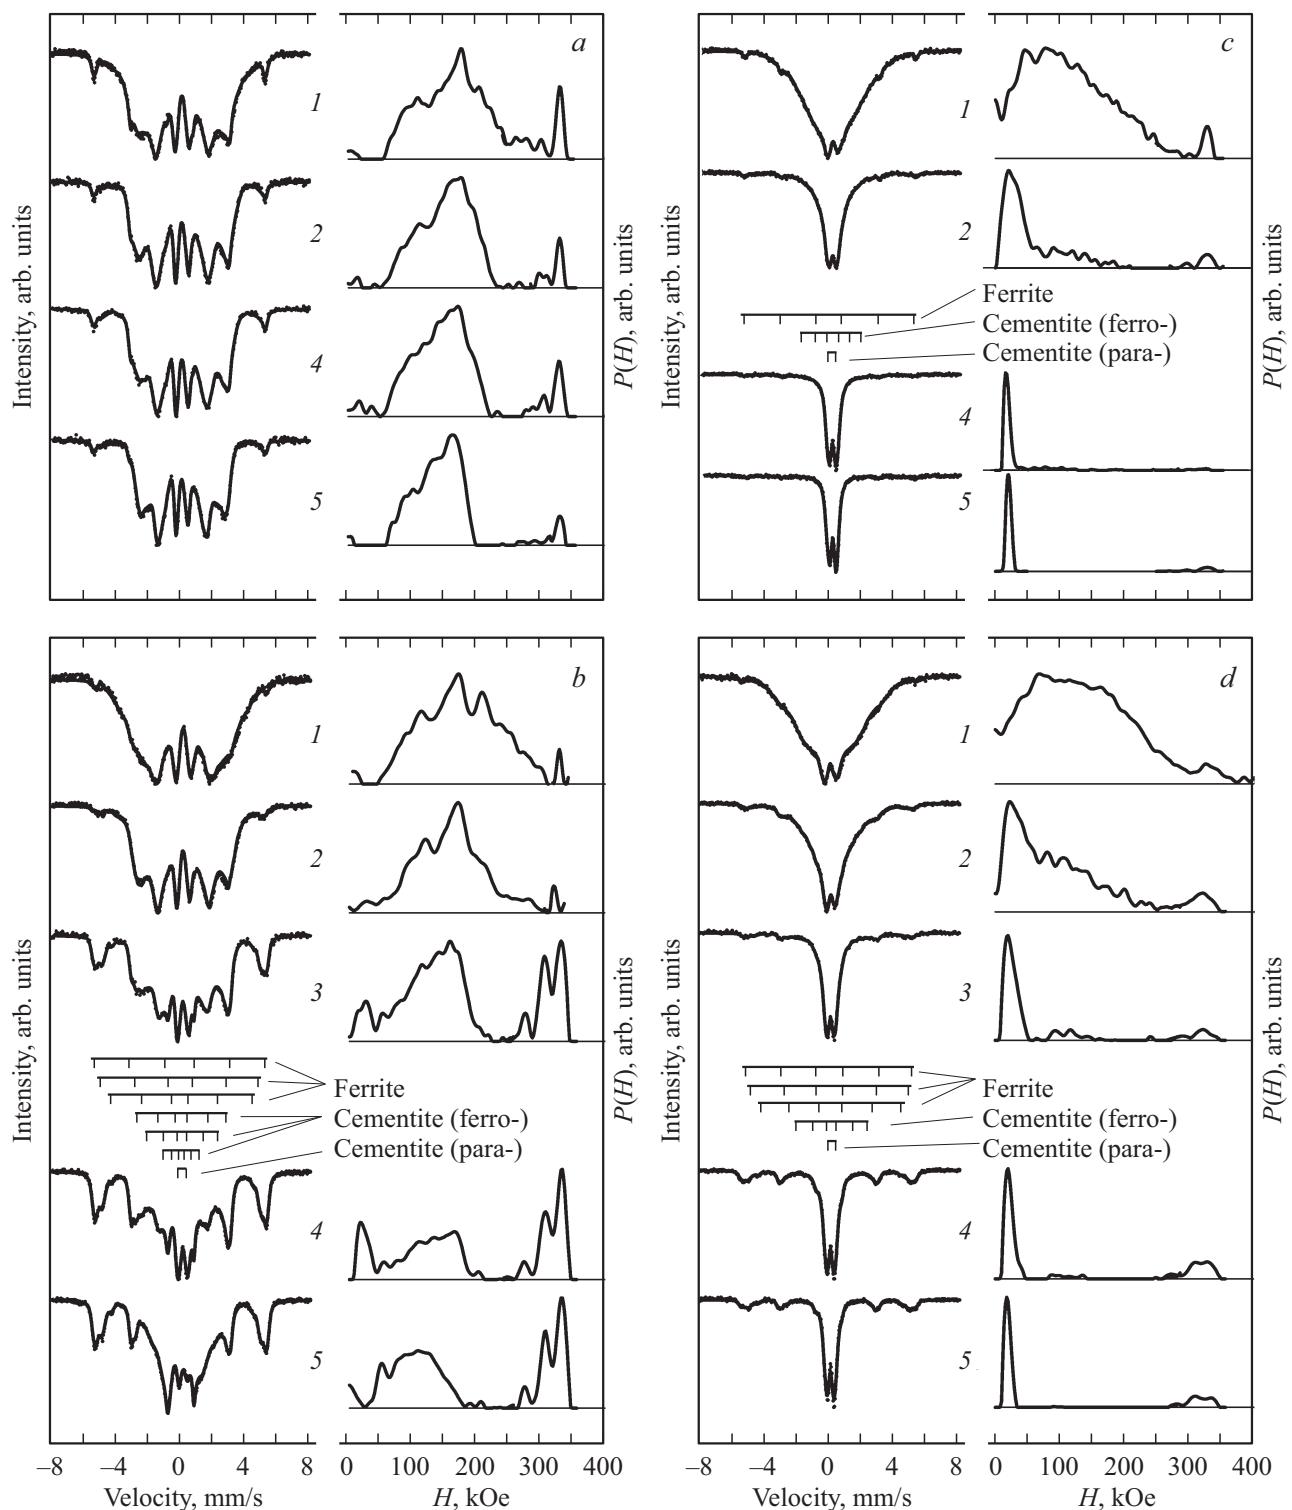 a
1
2
4
5
Intensity, arb. units
P(H), arb. units
c
1
2
Ferrite
Cementite (ferro-)
Cementite (para-)
4
5
Intensity, arb. units
P(H), arb. units
b
1
2
3
Ferrite
Cementite (ferro-)
Cementite (para-)
4
5
Intensity, arb. units
P(H), arb. units
–8 –4 0 4 8
Velocity, mm/s
0 100 200 300 400
H, kOe
d
1
2
3
Ferrite
Cementite (ferro-)
Cementite (para-)
4
5
Intensity, arb. units
P(H), arb. units
–8 –4 0 4 8
Velocity, mm/s
0 100 200 300 400
H, kOe